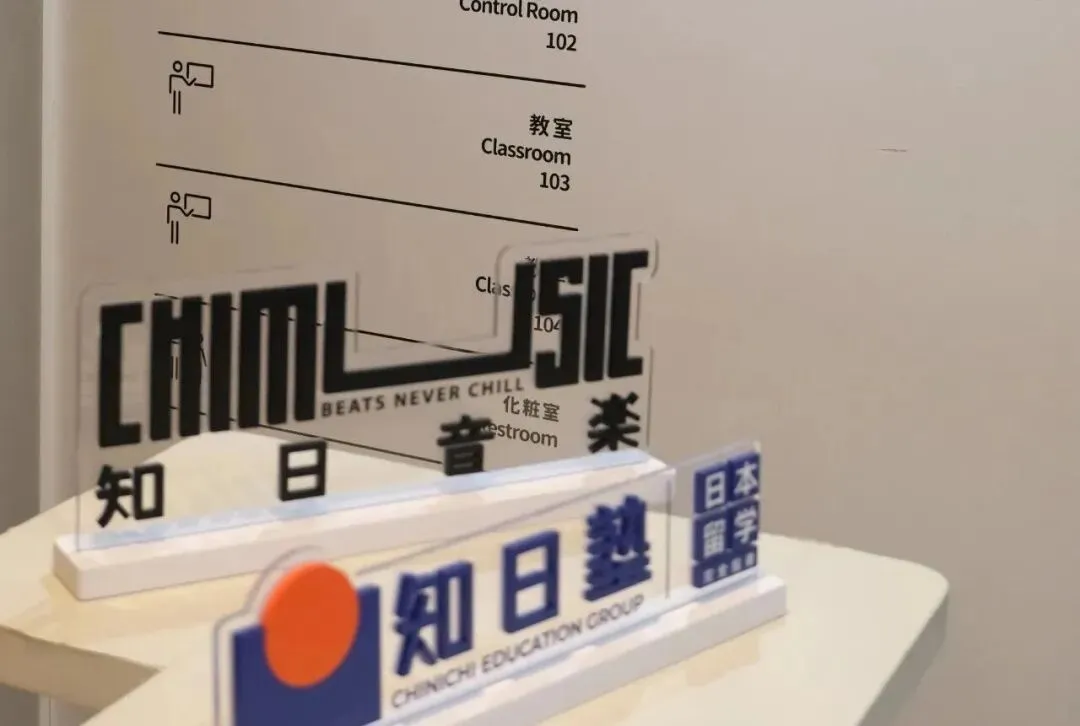 Control Room
102
教室
Classroom
103
104
化粧室
CHIMUSIC
BEATS NEVER CHILL
知日音楽
知日塾
CHINICHI EDUCATION GROUP
日本
留学